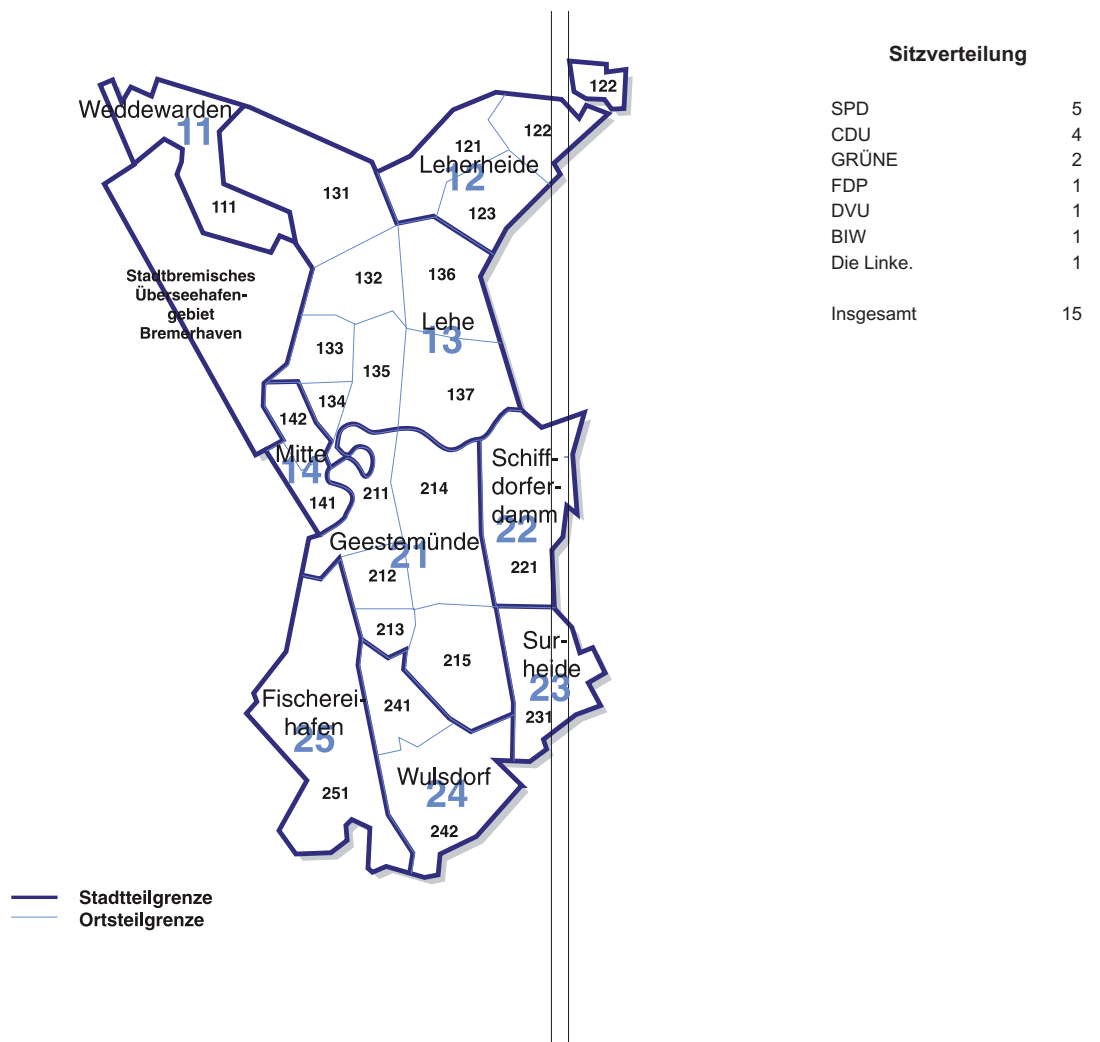 Sitzverteilung
SPD 5
CDU 4
GRÜNE 2
FDP 1
DVU 1
BIW 1
Die Linke. 1
Insgesamt 15
122
Weddewarden
11
122
121
Leherheide
12
131
111
123
Stadtbremisches
Überseehafen-
gebiet
Bremerhaven
132
136
Lehe
13
133
135
134
137
142
Mitte
14
141
211
214
Schiff-
dorfer-
damm
22
221
Geestemünde
21
212
213
215
Sur-
heide
23
231
241
Fischerei-
hafen
25
251
Wulsdorf
24
242
Stadtteilgrenze
Ortsteilgrenze